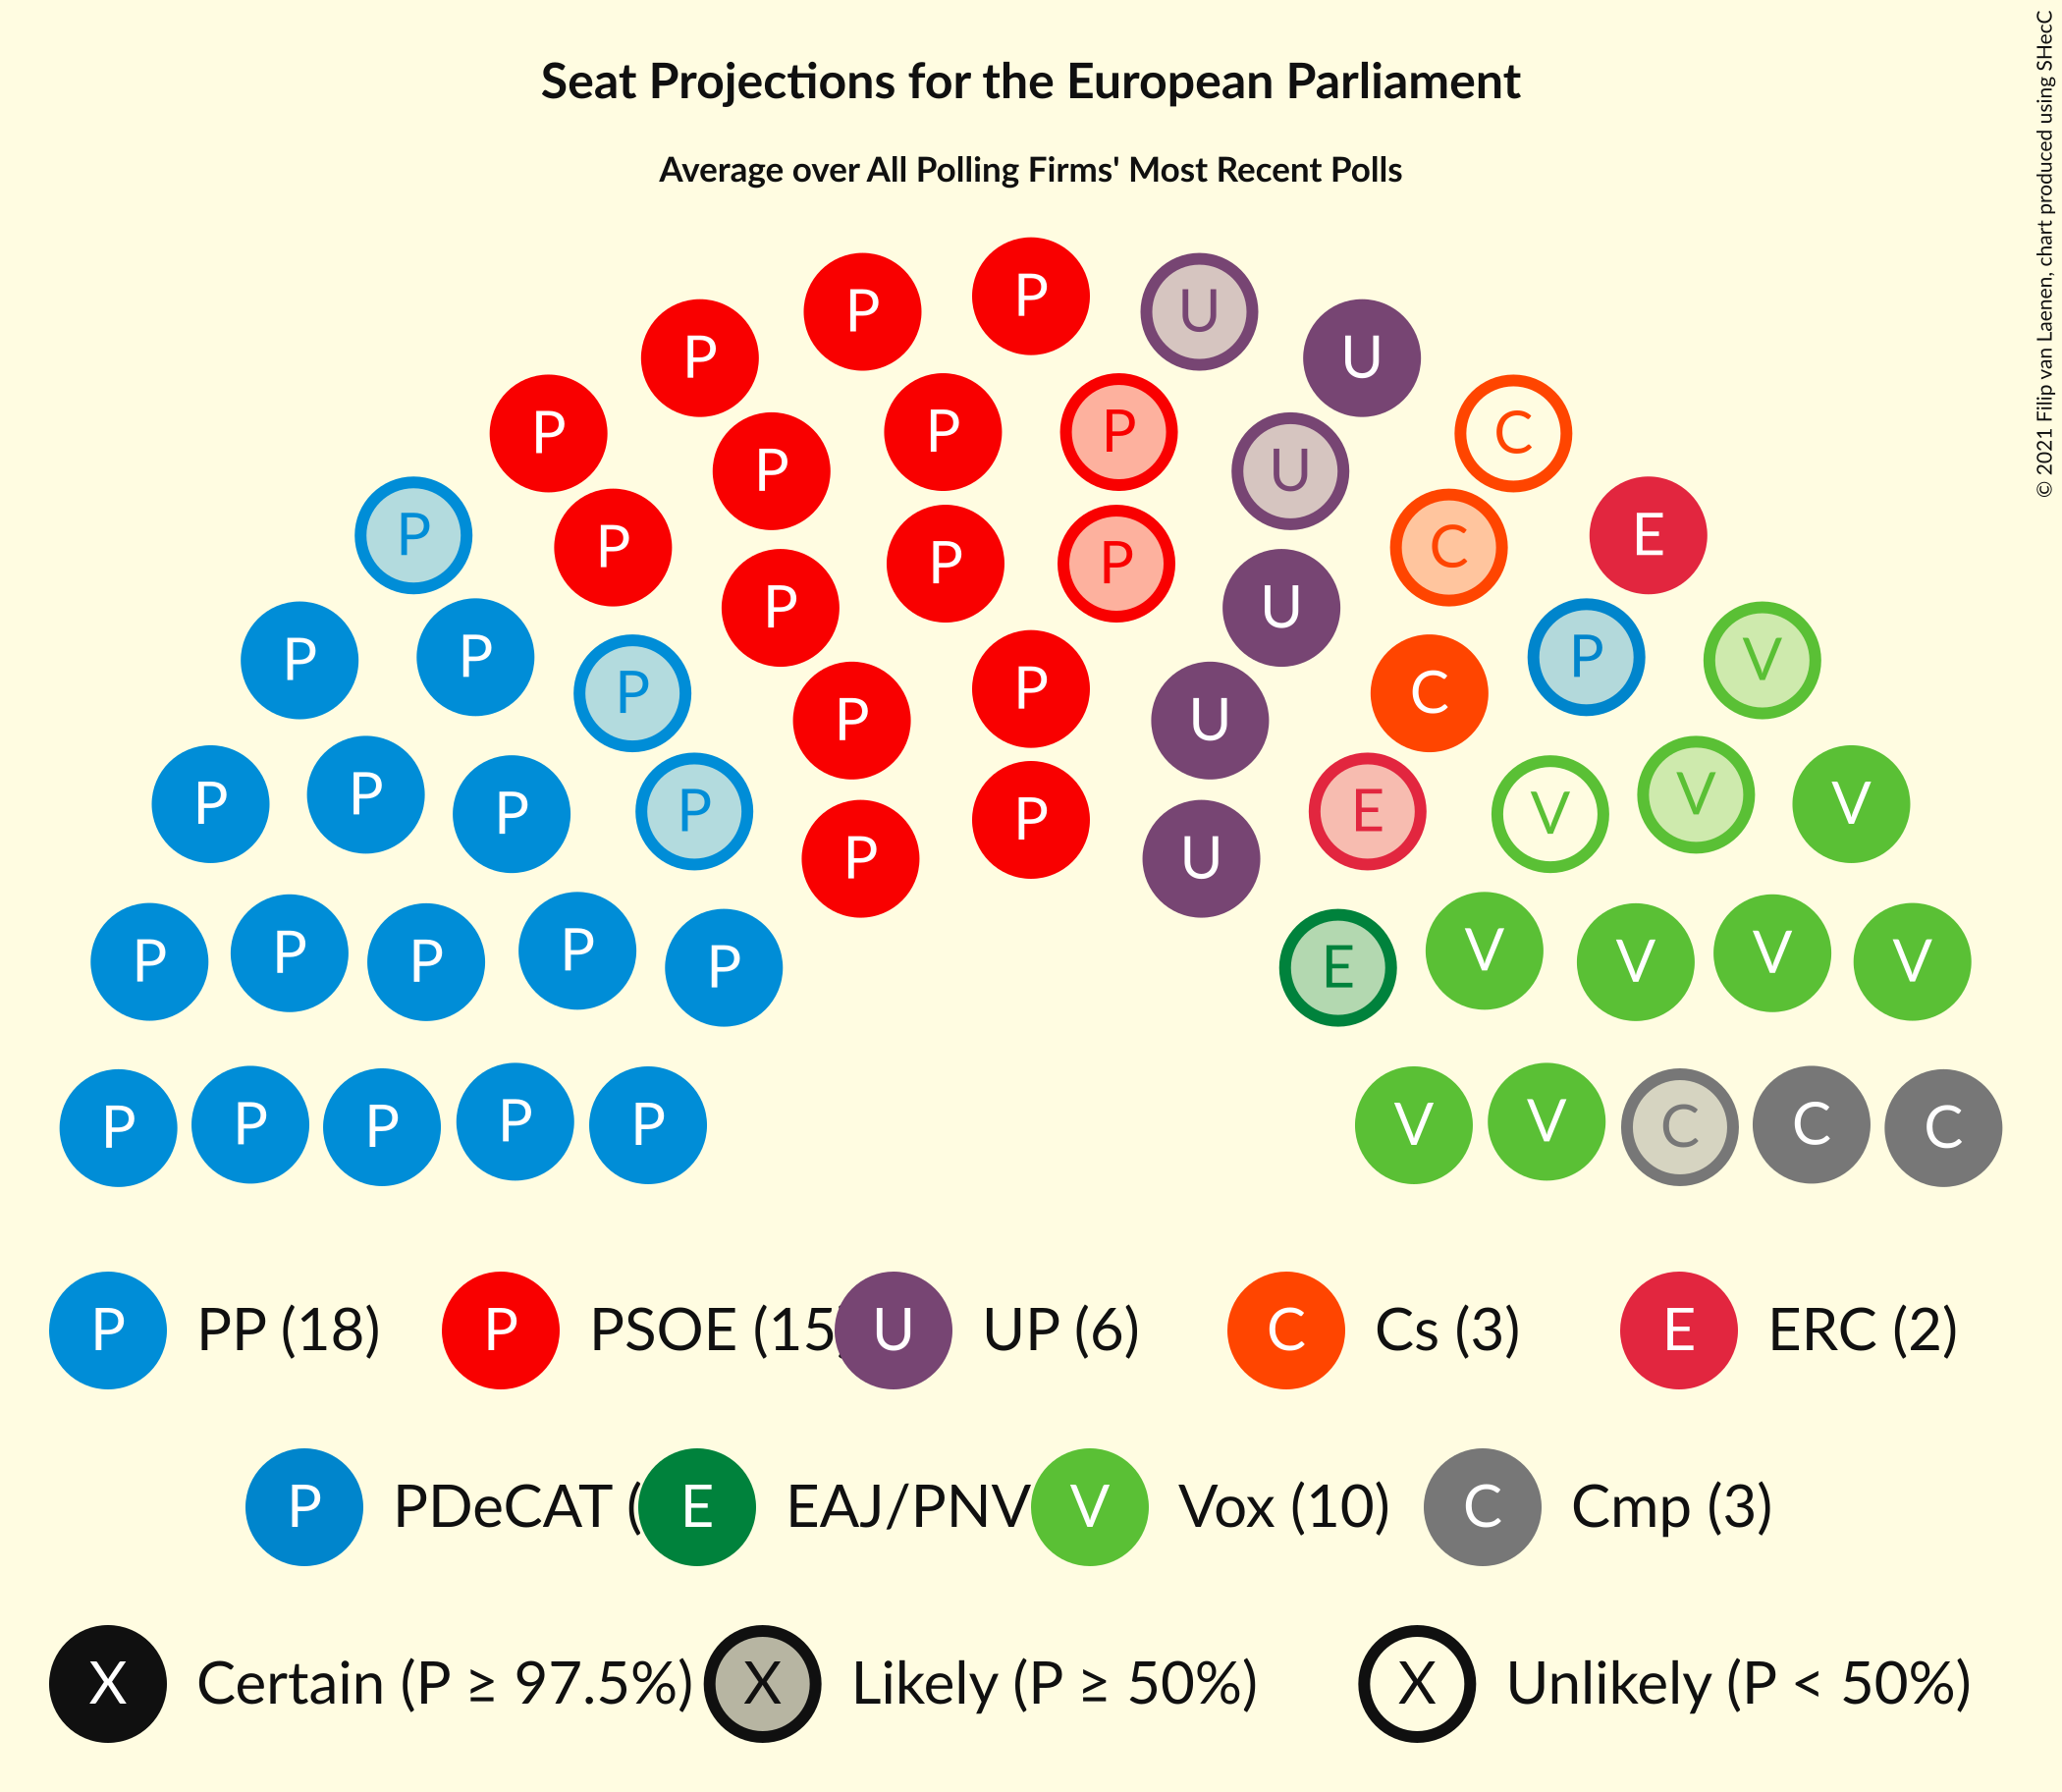 Seat Projections for the European Parliament
Average over All Polling Firms' Most Recent Polls
© 2021 Filip van Laenen, chart produced using SHecC
P P P U U
P P P P U C
P P P P P U C E
P P P P U C P V
P P P P P U E V V V
P P P P P P P U
P P P P P E V V V V
P P P P P V V C C C
P PP (18) P PSOE (15 U UP (6) C Cs (3) E ERC (2)
P PDeCAT ( E EAJ/PNV V Vox (10) C Cmp (3)
X Certain (P ≥ 97.5%) X Likely (P ≥ 50%) X Unlikely (P < 50%)